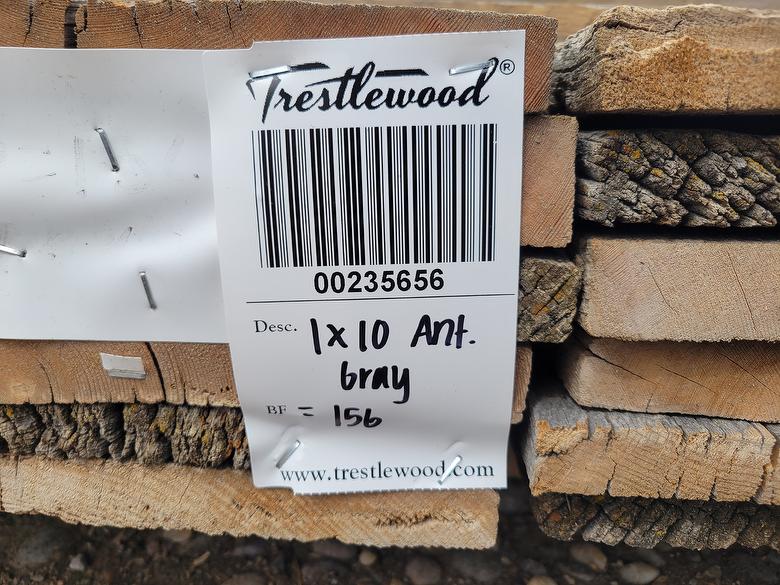 Trestlewood®
00235656
Desc. 1x10 Ant.
Gray
BF = 156
www.trestlewood.com